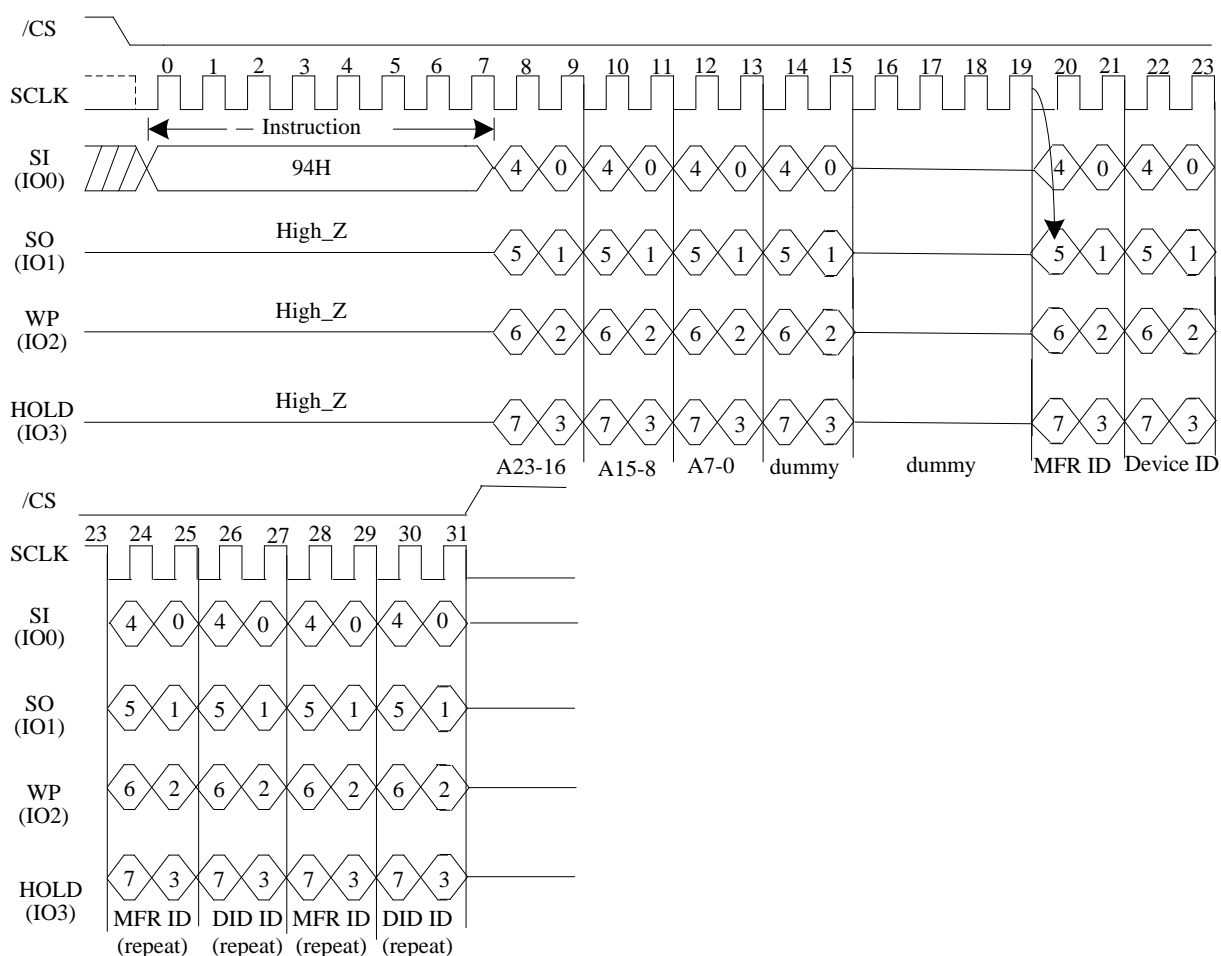 /CS
0 1 2 3 4 5 6 7 8 9 10 11 12 13 14 15 16 17 18 19 20 21 22 23
SCLK
Instruction
SI
(IO0)
94H
4 0 4 0 4 0 4 0 4 0 4 0
SO
(IO1)
High_Z
5 1 5 1 5 1 5 1 5 1 5 1
WP
(IO2)
High_Z
6 2 6 2 6 2 6 2 6 2 6 2
HOLD
(IO3)
High_Z
7 3 7 3 7 3 7 3 7 3 7 3
A23-16 A15-8 A7-0 dummy dummy MFR ID Device ID
/CS
23 24 25 26 27 28 29 30 31
SCLK
SI
(IO0)
4 0 4 0 4 0 4 0
SO
(IO1)
5 1 5 1 5 1 5 1
WP
(IO2)
6 2 6 2 6 2 6 2
HOLD
(IO3)
7 3 7 3 7 3 7 3
MFR ID DID ID MFR ID DID ID
(repeat) (repeat) (repeat) (repeat)